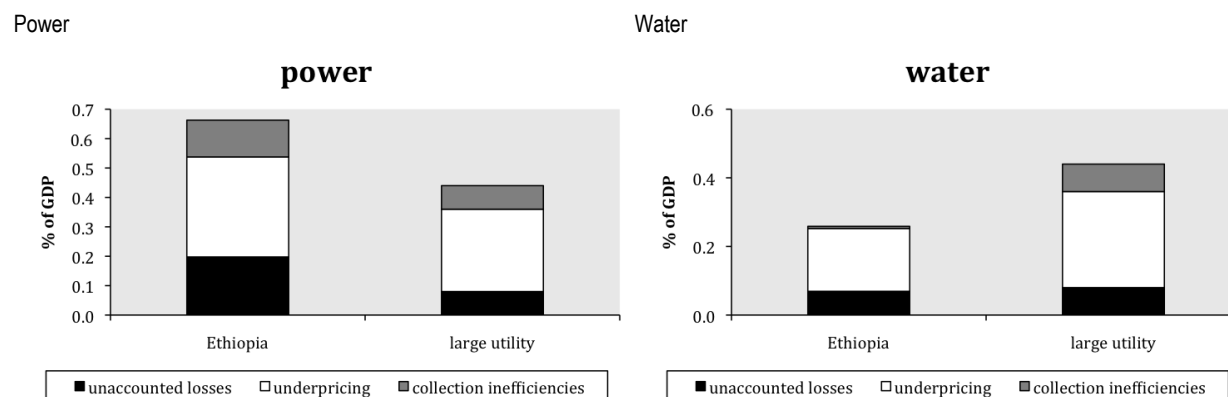 Power
power
% of GDP
0.7
0.6
0.5
0.4
0.3
0.2
0.1
0.0
Ethiopia large utility
unaccounted losses underpricing collection inefficiencies
Water
water
% of GDP
0.6
0.4
0.2
0.0
Ethiopia large utility
unaccounted losses underpricing collection inefficiencies